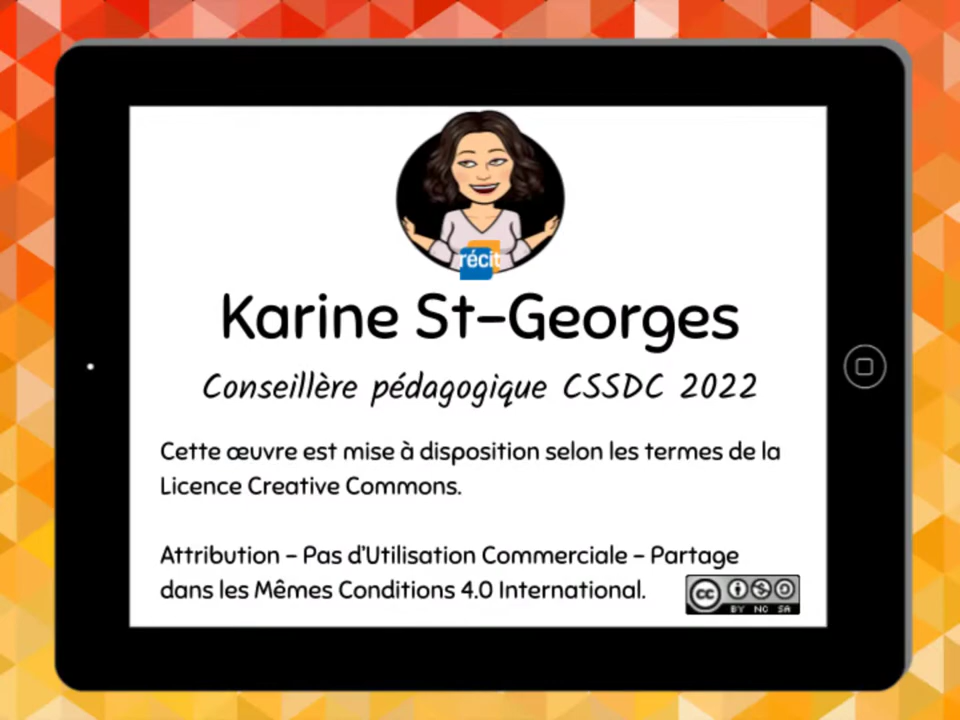 récit
Karine St-Georges
Conseillère pédagogique CSSDC 2022
Cette œuvre est mise à disposition selon les termes de la
Licence Creative Commons.
Attribution - Pas d'Utilisation Commerciale - Partage
dans les Mêmes Conditions 4.0 International.
cc
BY NC SA